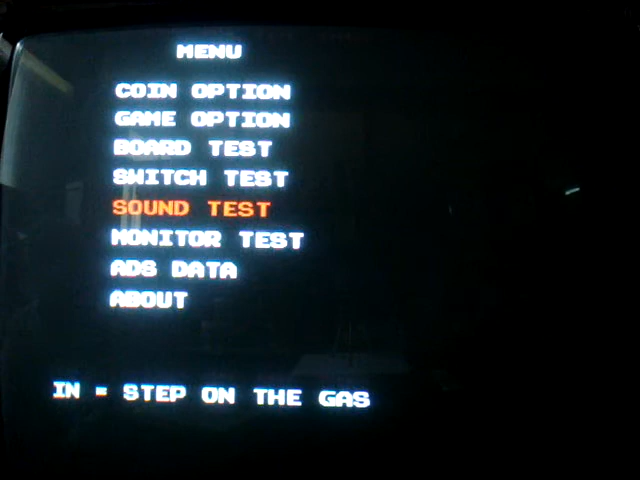 MENU
COIN OPTION
GAME OPTION
BOARD TEST
SWITCH TEST
SOUND TEST
MONITOR TEST
ADS DATA
ABOUT
IN = STEP ON THE GAS